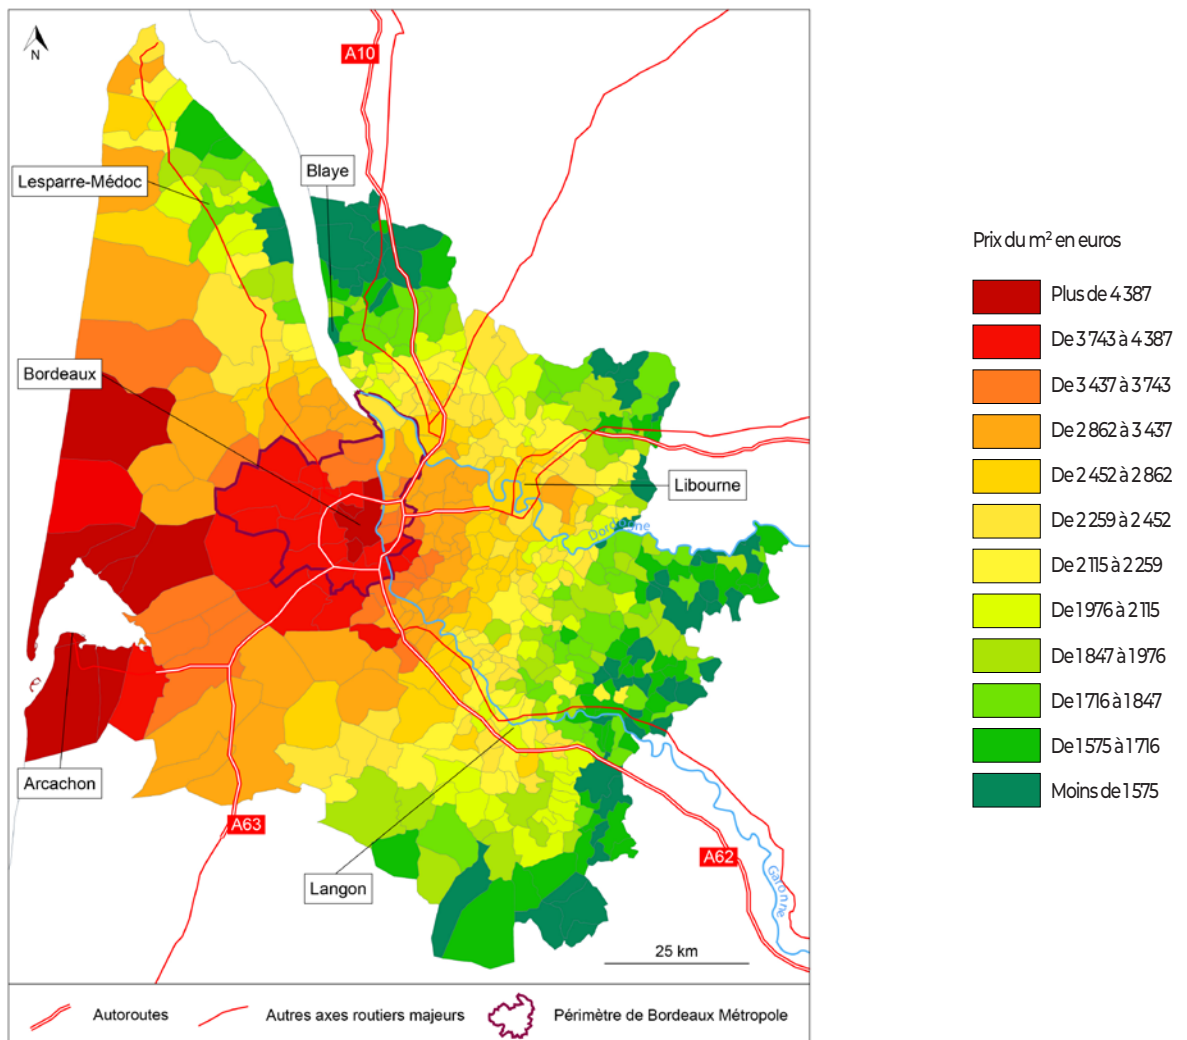 N
A10
Blaye
Lesparre-Médoc
Bordeaux
Libourne
Dordogne
Arcachon
A63
Langon
A62
Garonne
25 km
Autoroutes
Autres axes routiers majeurs
Périmètre de Bordeaux Métropole
Prix du m² en euros
Plus de 4 387
De 3 743 à 4 387
De 3 437 à 3 743
De 2 862 à 3 437
De 2 452 à 2 862
De 2 259 à 2 452
De 2 115 à 2 259
De 1 976 à 2 115
De 1 847 à 1 976
De 1 716 à 1 847
De 1 575 à 1 716
Moins de 1 575